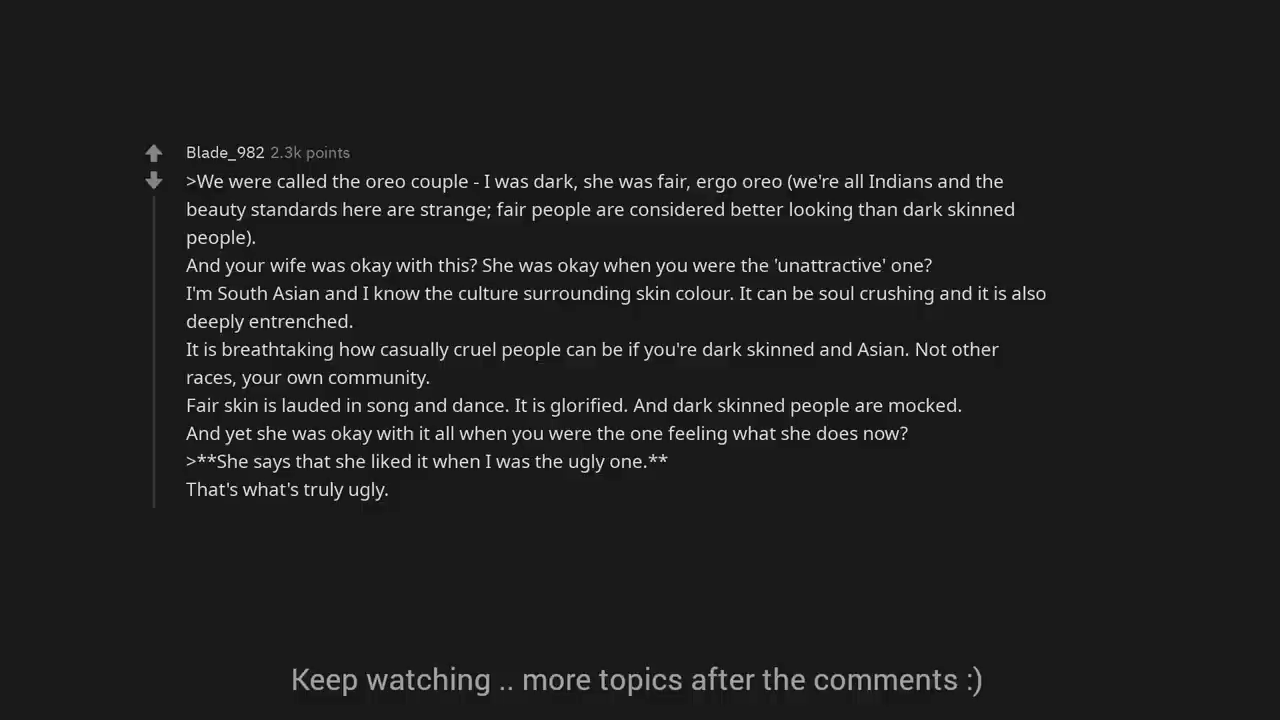 Blade_982 2.3k points
>We were called the oreo couple - I was dark, she was fair, ergo oreo (we're all Indians and the
beauty standards here are strange; fair people are considered better looking than dark skinned
people).
And your wife was okay with this? She was okay when you were the 'unattractive' one?
I'm South Asian and I know the culture surrounding skin colour. It can be soul crushing and it is also
deeply entrenched.
It is breathtaking how casually cruel people can be if you're dark skinned and Asian. Not other
races, your own community.
Fair skin is lauded in song and dance. It is glorified. And dark skinned people are mocked.
And yet she was okay with it all when you were the one feeling what she does now?
>**She says that she liked it when I was the ugly one.**
That's what's truly ugly.
Keep watching .. more topics after the comments :)